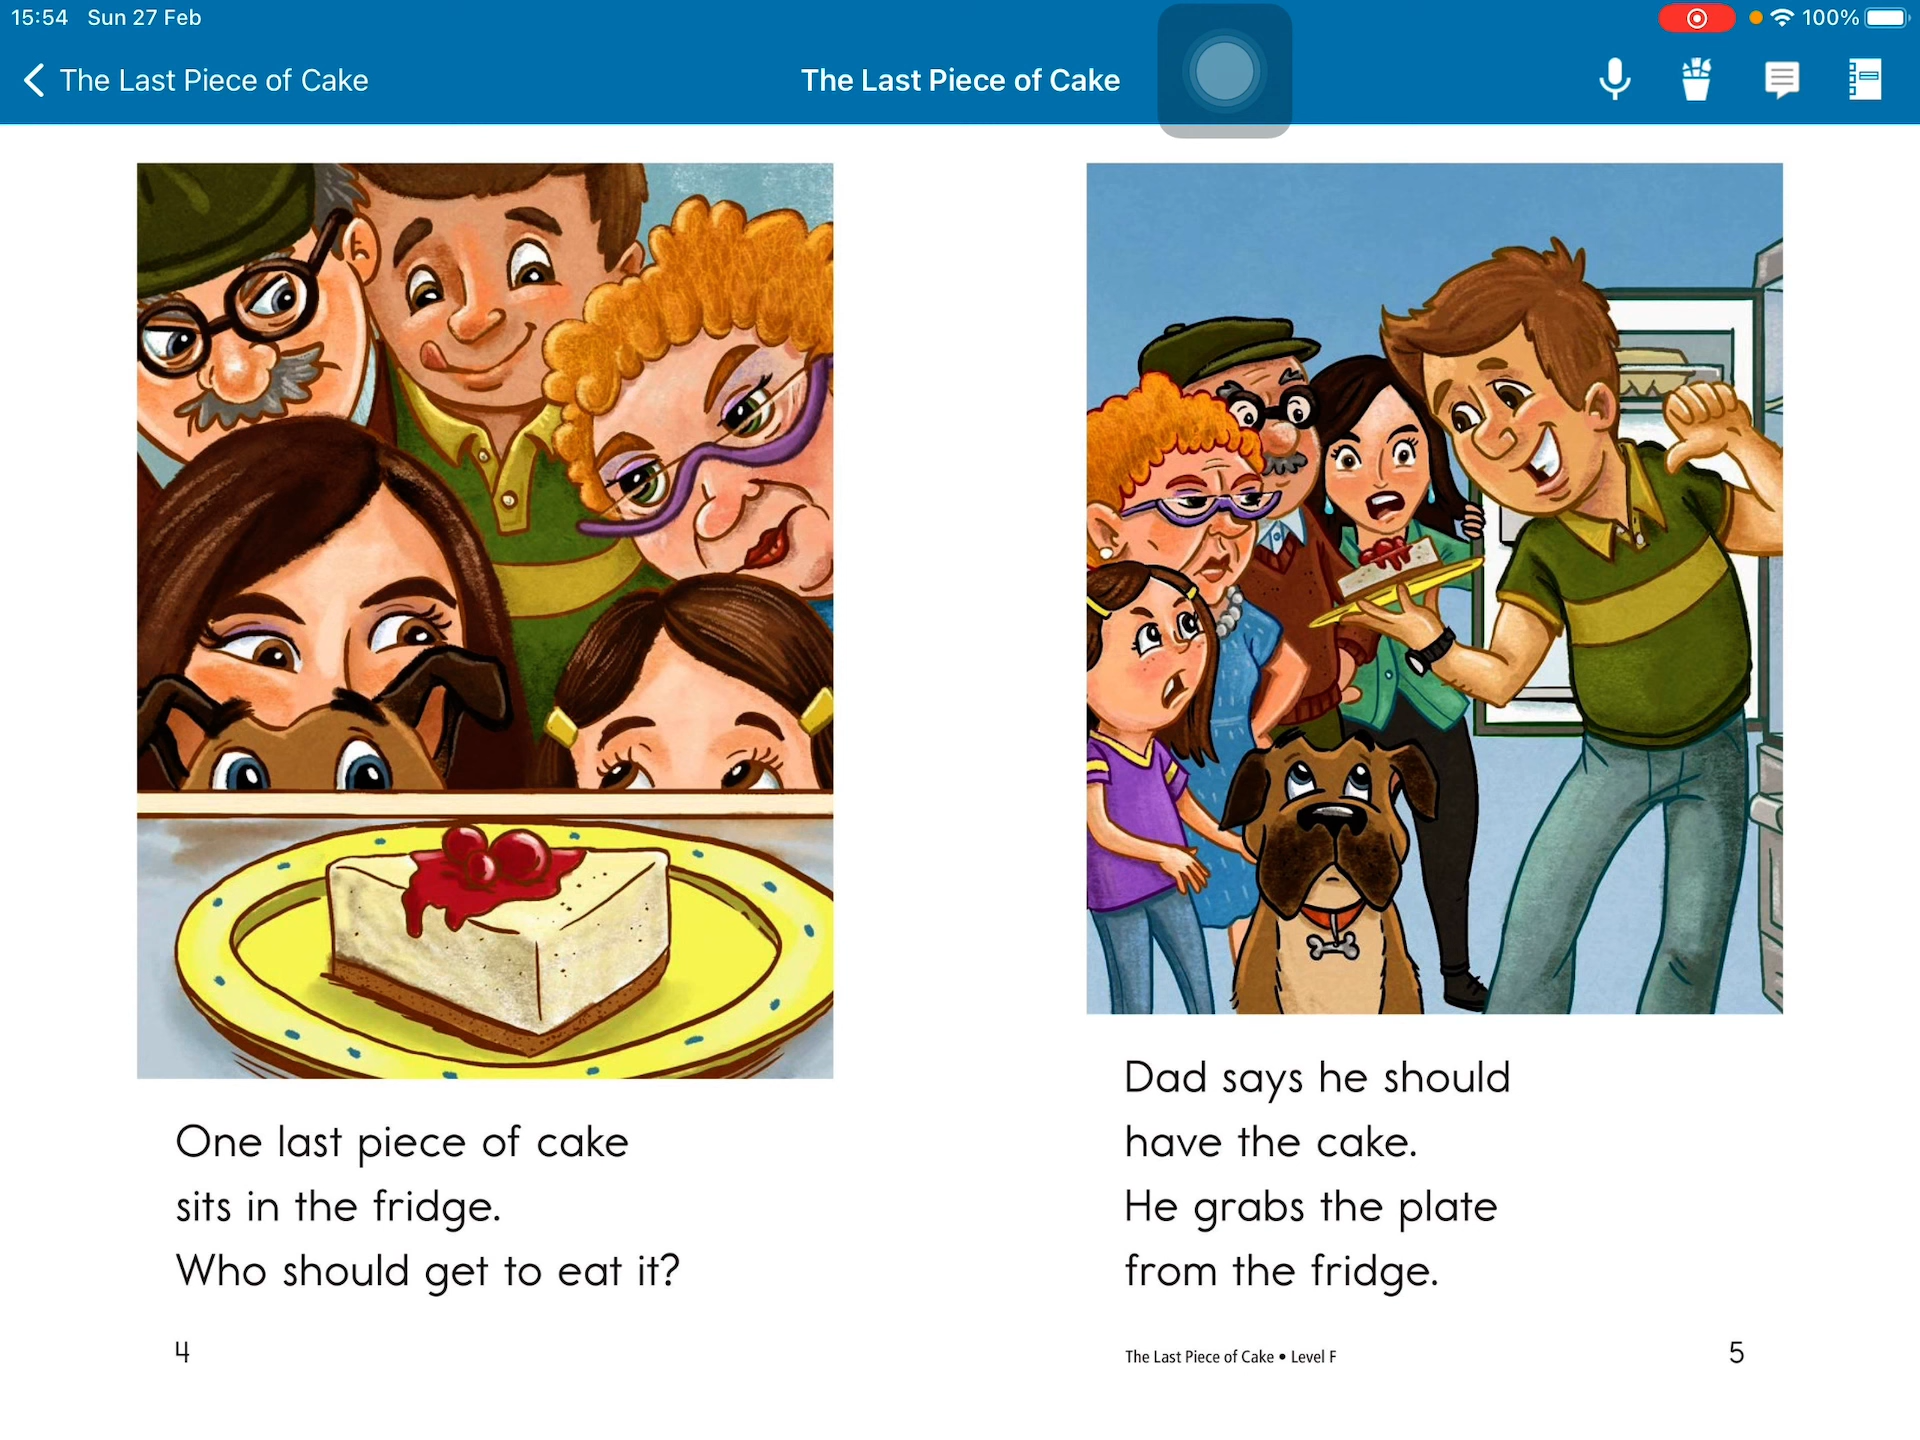 15:54 Sun 27 Feb
100%
The Last Piece of Cake
The Last Piece of Cake
One last piece of cake
sits in the fridge.
Who should get to eat it?
4
Dad says he should
have the cake.
He grabs the plate
from the fridge.
The Last Piece of Cake • Level F
5